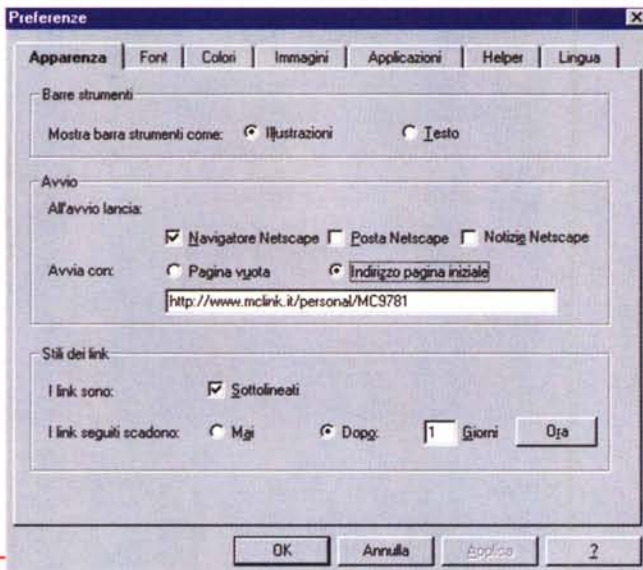 Preferenze
Apparenza Font Colori Immagini Applicazioni Helper Lingua
Barre strumenti
Mostra barra strumenti come: Illustrazioni Testo
Avvio
All'avvio lancia:
Navigatore Netscape Posta Netscape Notizie Netscape
Avvia con: Pagina vuota Indirizzo pagina iniziale
http://www.mclink.it/personal/MC9781
Stili dei link
I link sono: Sottolineati
I link seguiti scadono: Mai Dopo: 1 Giorni Ora
OK Annulla Applica ?